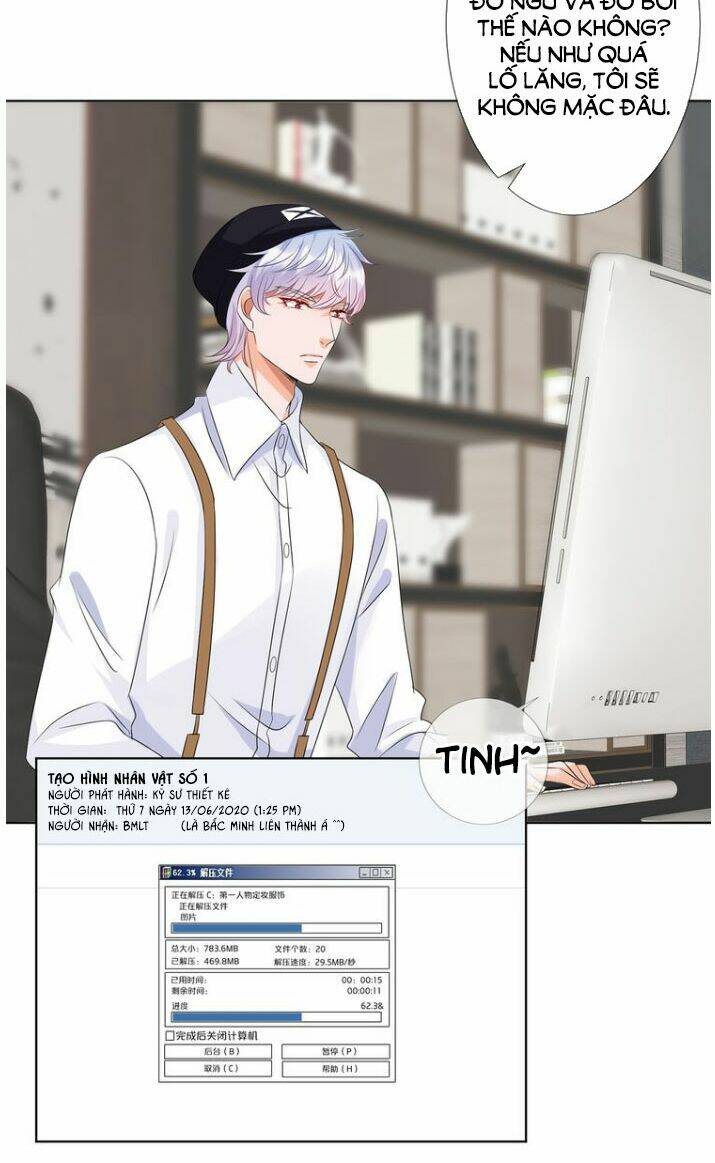 ĐỒ NGỦ VÀ ĐỒ BƠI
THẾ NÀO KHÔNG?
NẾU NHƯ QUÁ
LỐ LĂNG, TÔI SẼ
KHÔNG MẶC ĐÂU.
TINH~
TẠO HÌNH NHÂN VẬT SỐ 1
NGƯỜI PHÁT HÀNH: KỸ SƯ THIẾT KẾ
THỜI GIAN: THỨ 7 NGÀY 13/06/2020 (1:25 PM)
NGƯỜI NHẬN: BMLT (LÀ BẮC MINH LIÊN THÀNH Á ^^)
62.3% 解压文件
正在解压 C: 第一人物定妆服饰
正在解压文件
图片
总大小: 783.6MB 文件个数: 20
已解压: 469.8MB 解压速度: 29.5MB/秒
已用时间: 00: 00:15
剩余时间: 00:00:11
进度 62.3&
完成后关闭计算机
后台 (B) 暂停 (P)
取消 (C) 帮助 (H)